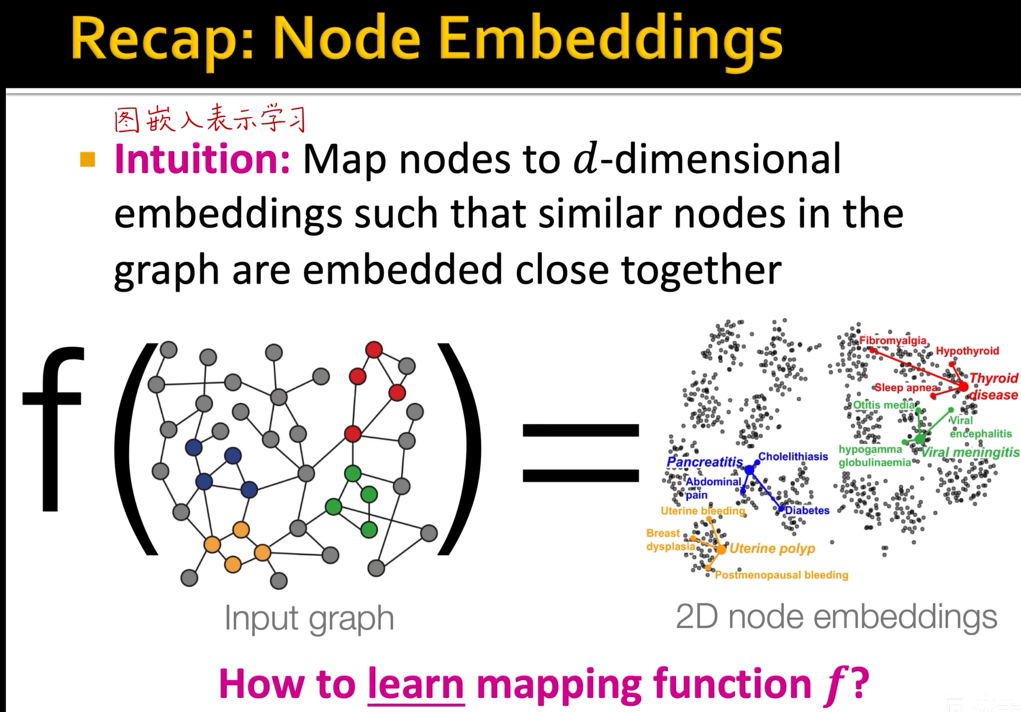 Recap: Node Embeddings
图嵌入表示学习
Intuition: Map nodes to d-dimensional
embeddings such that similar nodes in the
graph are embedded close together
f( ) =
Fibromyalgia
Hypothyroid
Sleep apnea
Thyroid
disease
Otitis media
Viral
encephalitis
hypogamma
globulinaemia
Viral meningitis
Pancreatitis
Cholelithiasis
Abdominal
pain
Diabetes
Uterine bleeding
Breast
dysplasia
Uterine polyp
Postmenopausal bleeding
Input graph
2D node embeddings
How to learn mapping function f?